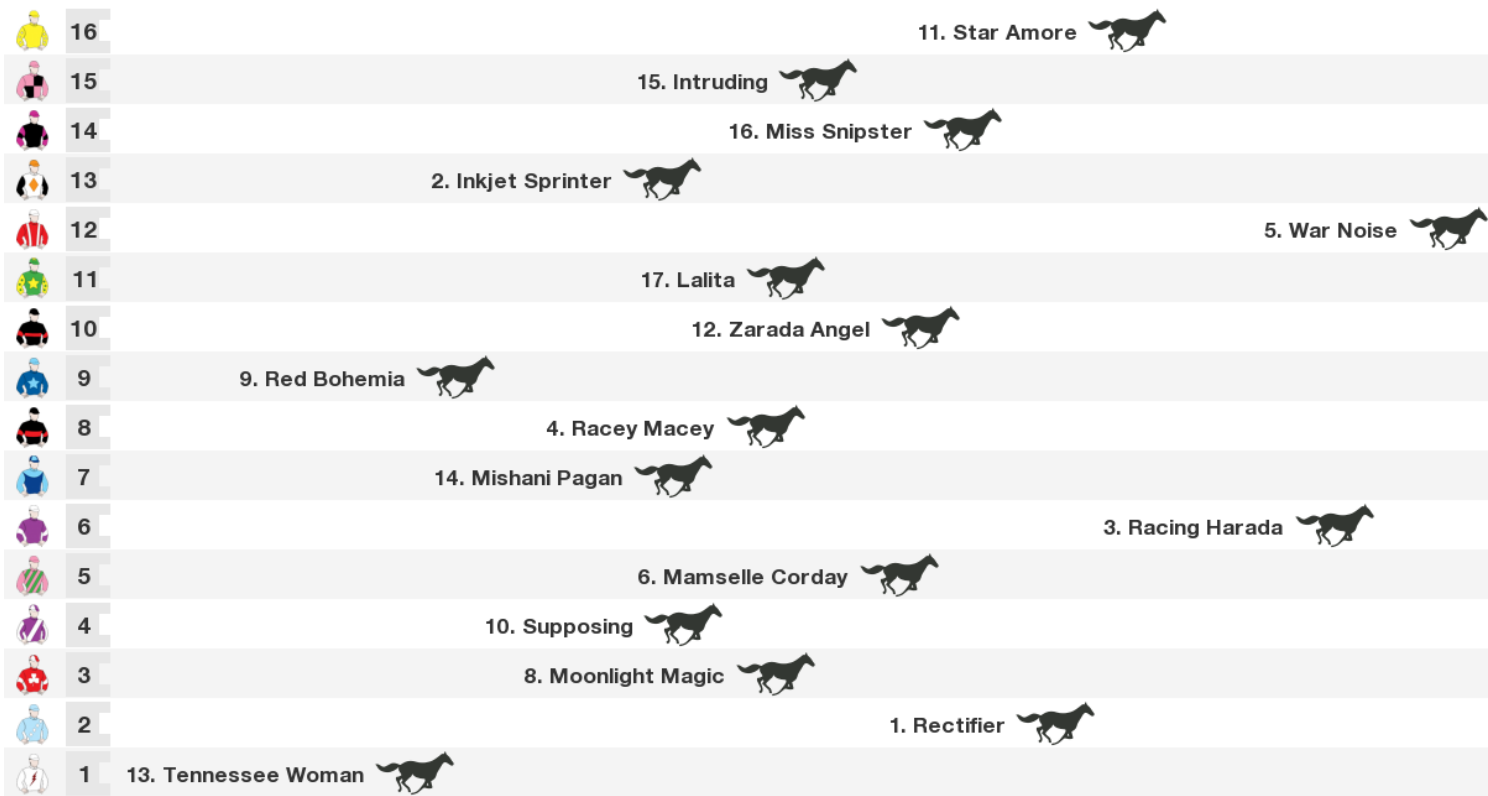 16 11. Star Amore
15 15. Intruding
14 16. Miss Snipster
13 2. Inkjet Sprinter
12 5. War Noise
11 17. Lalita
10 12. Zarada Angel
9 9. Red Bohemia
8 4. Racey Macey
7 14. Mishani Pagan
6 3. Racing Harada
5 6. Mamselle Corday
4 10. Supposing
3 8. Moonlight Magic
2 1. Rectifier
1 13. Tennessee Woman